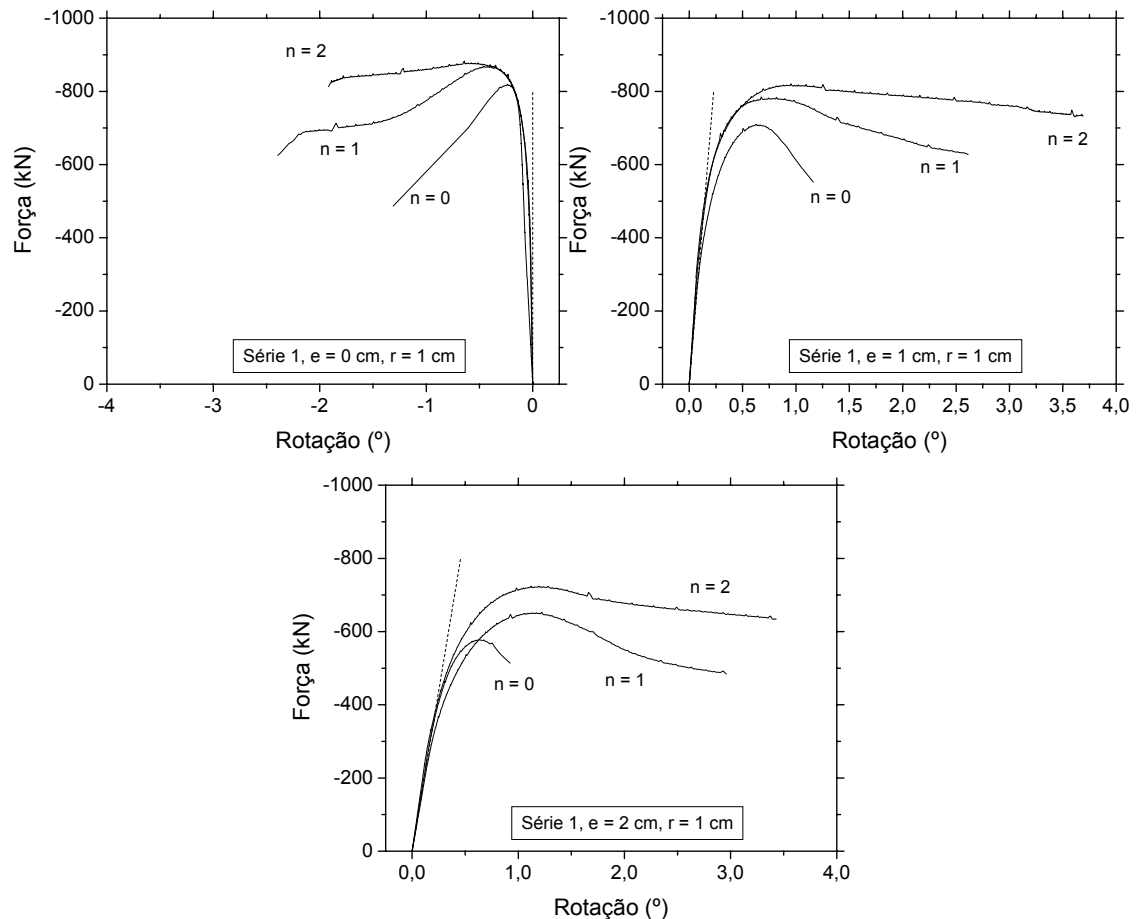 -1000
-800
-600
-400
-200
0
Força (kN)
n = 2
n = 1
n = 0
Série 1, e = 0 cm, r = 1 cm
-4
-3
-2
-1
0
Rotação (º)
-1000
-800
-600
-400
-200
0
Força (kN)
n = 2
n = 1
n = 0
Série 1, e = 1 cm, r = 1 cm
0,0
0,5
1,0
1,5
2,0
2,5
3,0
3,5
4,0
Rotação (º)
-1000
-800
-600
-400
-200
0
Força (kN)
n = 2
n = 0
n = 1
Série 1, e = 2 cm, r = 1 cm
0,0
1,0
2,0
3,0
4,0
Rotação (º)